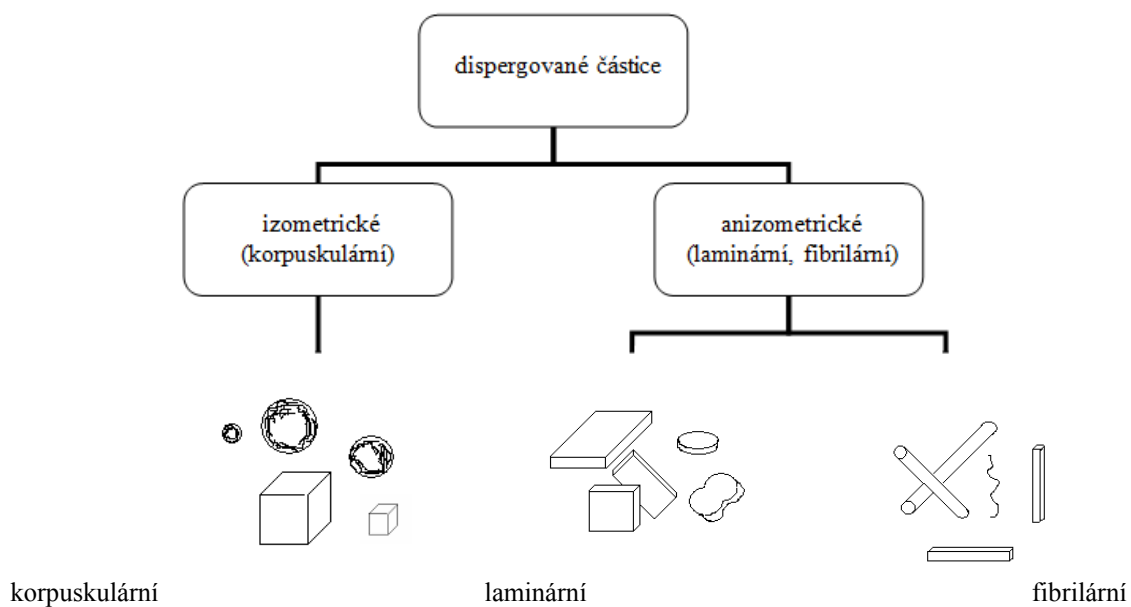 dispergované částice
izometrické
(korpuskulární)
anizometrické
(laminární, fibrilární)
korpuskulární
laminární
fibrilární